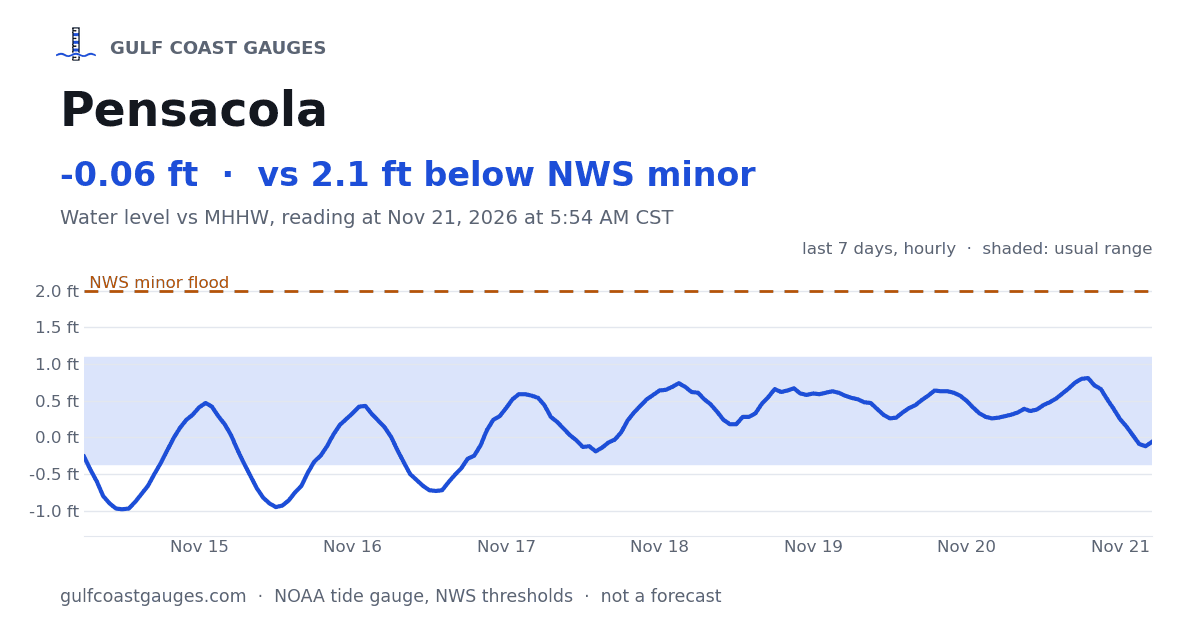 GULF COAST GAUGES
Pensacola
-0.06 ft · vs 2.1 ft below NWS minor
Water level vs MHHW, reading at Nov 21, 2026 at 5:54 AM CST
last 7 days, hourly · shaded: usual range
NWS minor flood
2.0 ft
1.5 ft
1.0 ft
0.5 ft
0.0 ft
-0.5 ft
-1.0 ft
Nov 15 Nov 16 Nov 17 Nov 18 Nov 19 Nov 20 Nov 21
gulfcoastgauges.com · NOAA tide gauge, NWS thresholds · not a forecast